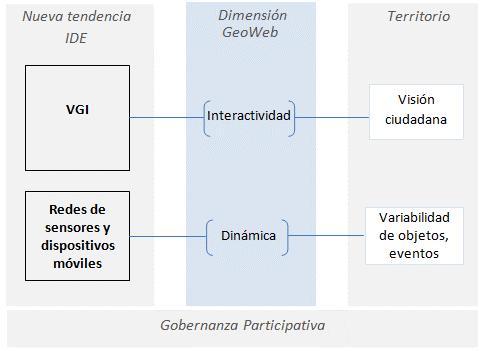 Nueva tendencia
IDE
Dimensión
GeoWeb
Territorio
VGI
Interactividad
Visión
ciudadana
Redes de
sensores y
dispositivos
móviles
Dinámica
Variabilidad
de objetos,
eventos
Gobernanza Participativa